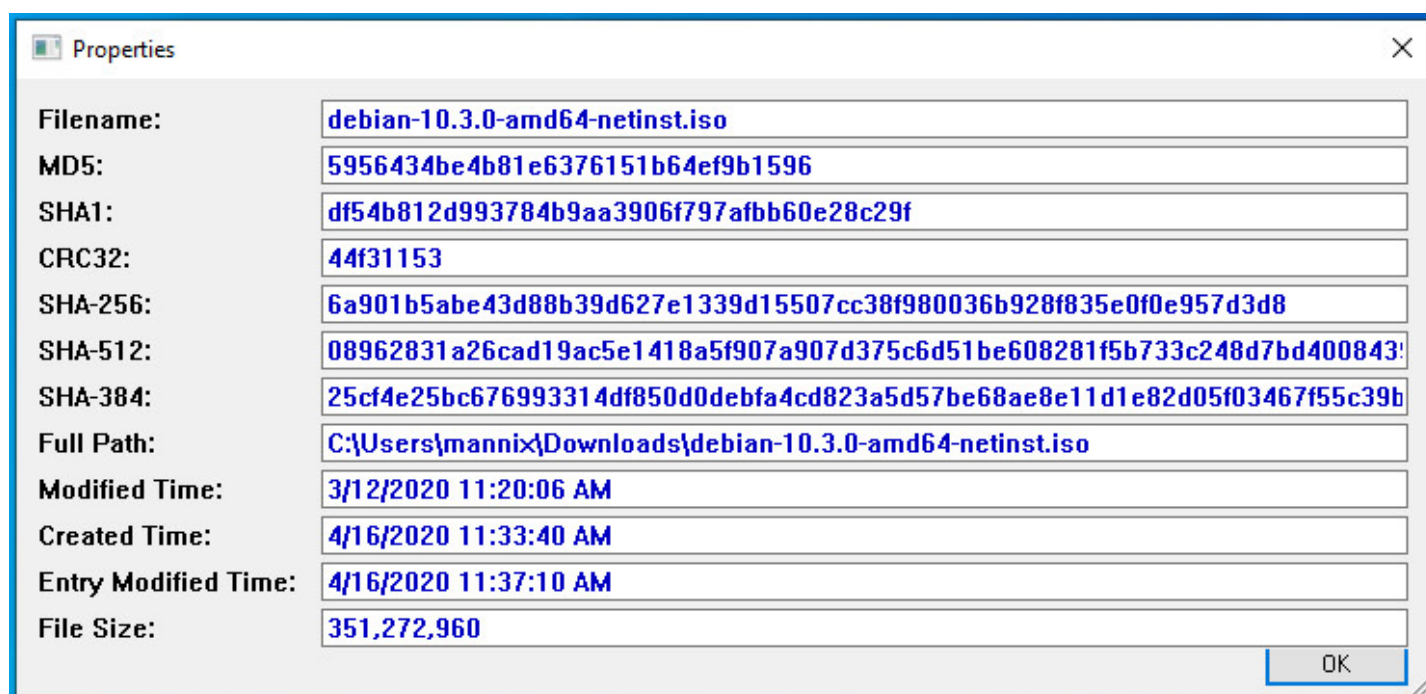 Properties
Filename: debian-10.3.0-amd64-netinst.iso
MD5: 5956434be4b81e6376151b64ef9b1596
SHA1: df54b812d993784b9aa3906f797afbb60e28c29f
CRC32: 44f31153
SHA-256: 6a901b5abe43d88b39d627e1339d15507cc38f980036b928f835e0f0e957d3d8
SHA-512: 08962831a26cad19ac5e1418a5f907a907d375c6d51be608281f5b733c248d7bd4008439
SHA-384: 25cf4e25bc676993314df850d0debfa4cd823a5d57be68ae8e11d1e82d05f03467f55c39b
Full Path: C:\Users\mannix\Downloads\debian-10.3.0-amd64-netinst.iso
Modified Time: 3/12/2020 11:20:06 AM
Created Time: 4/16/2020 11:33:40 AM
Entry Modified Time: 4/16/2020 11:37:10 AM
File Size: 351,272,960
OK